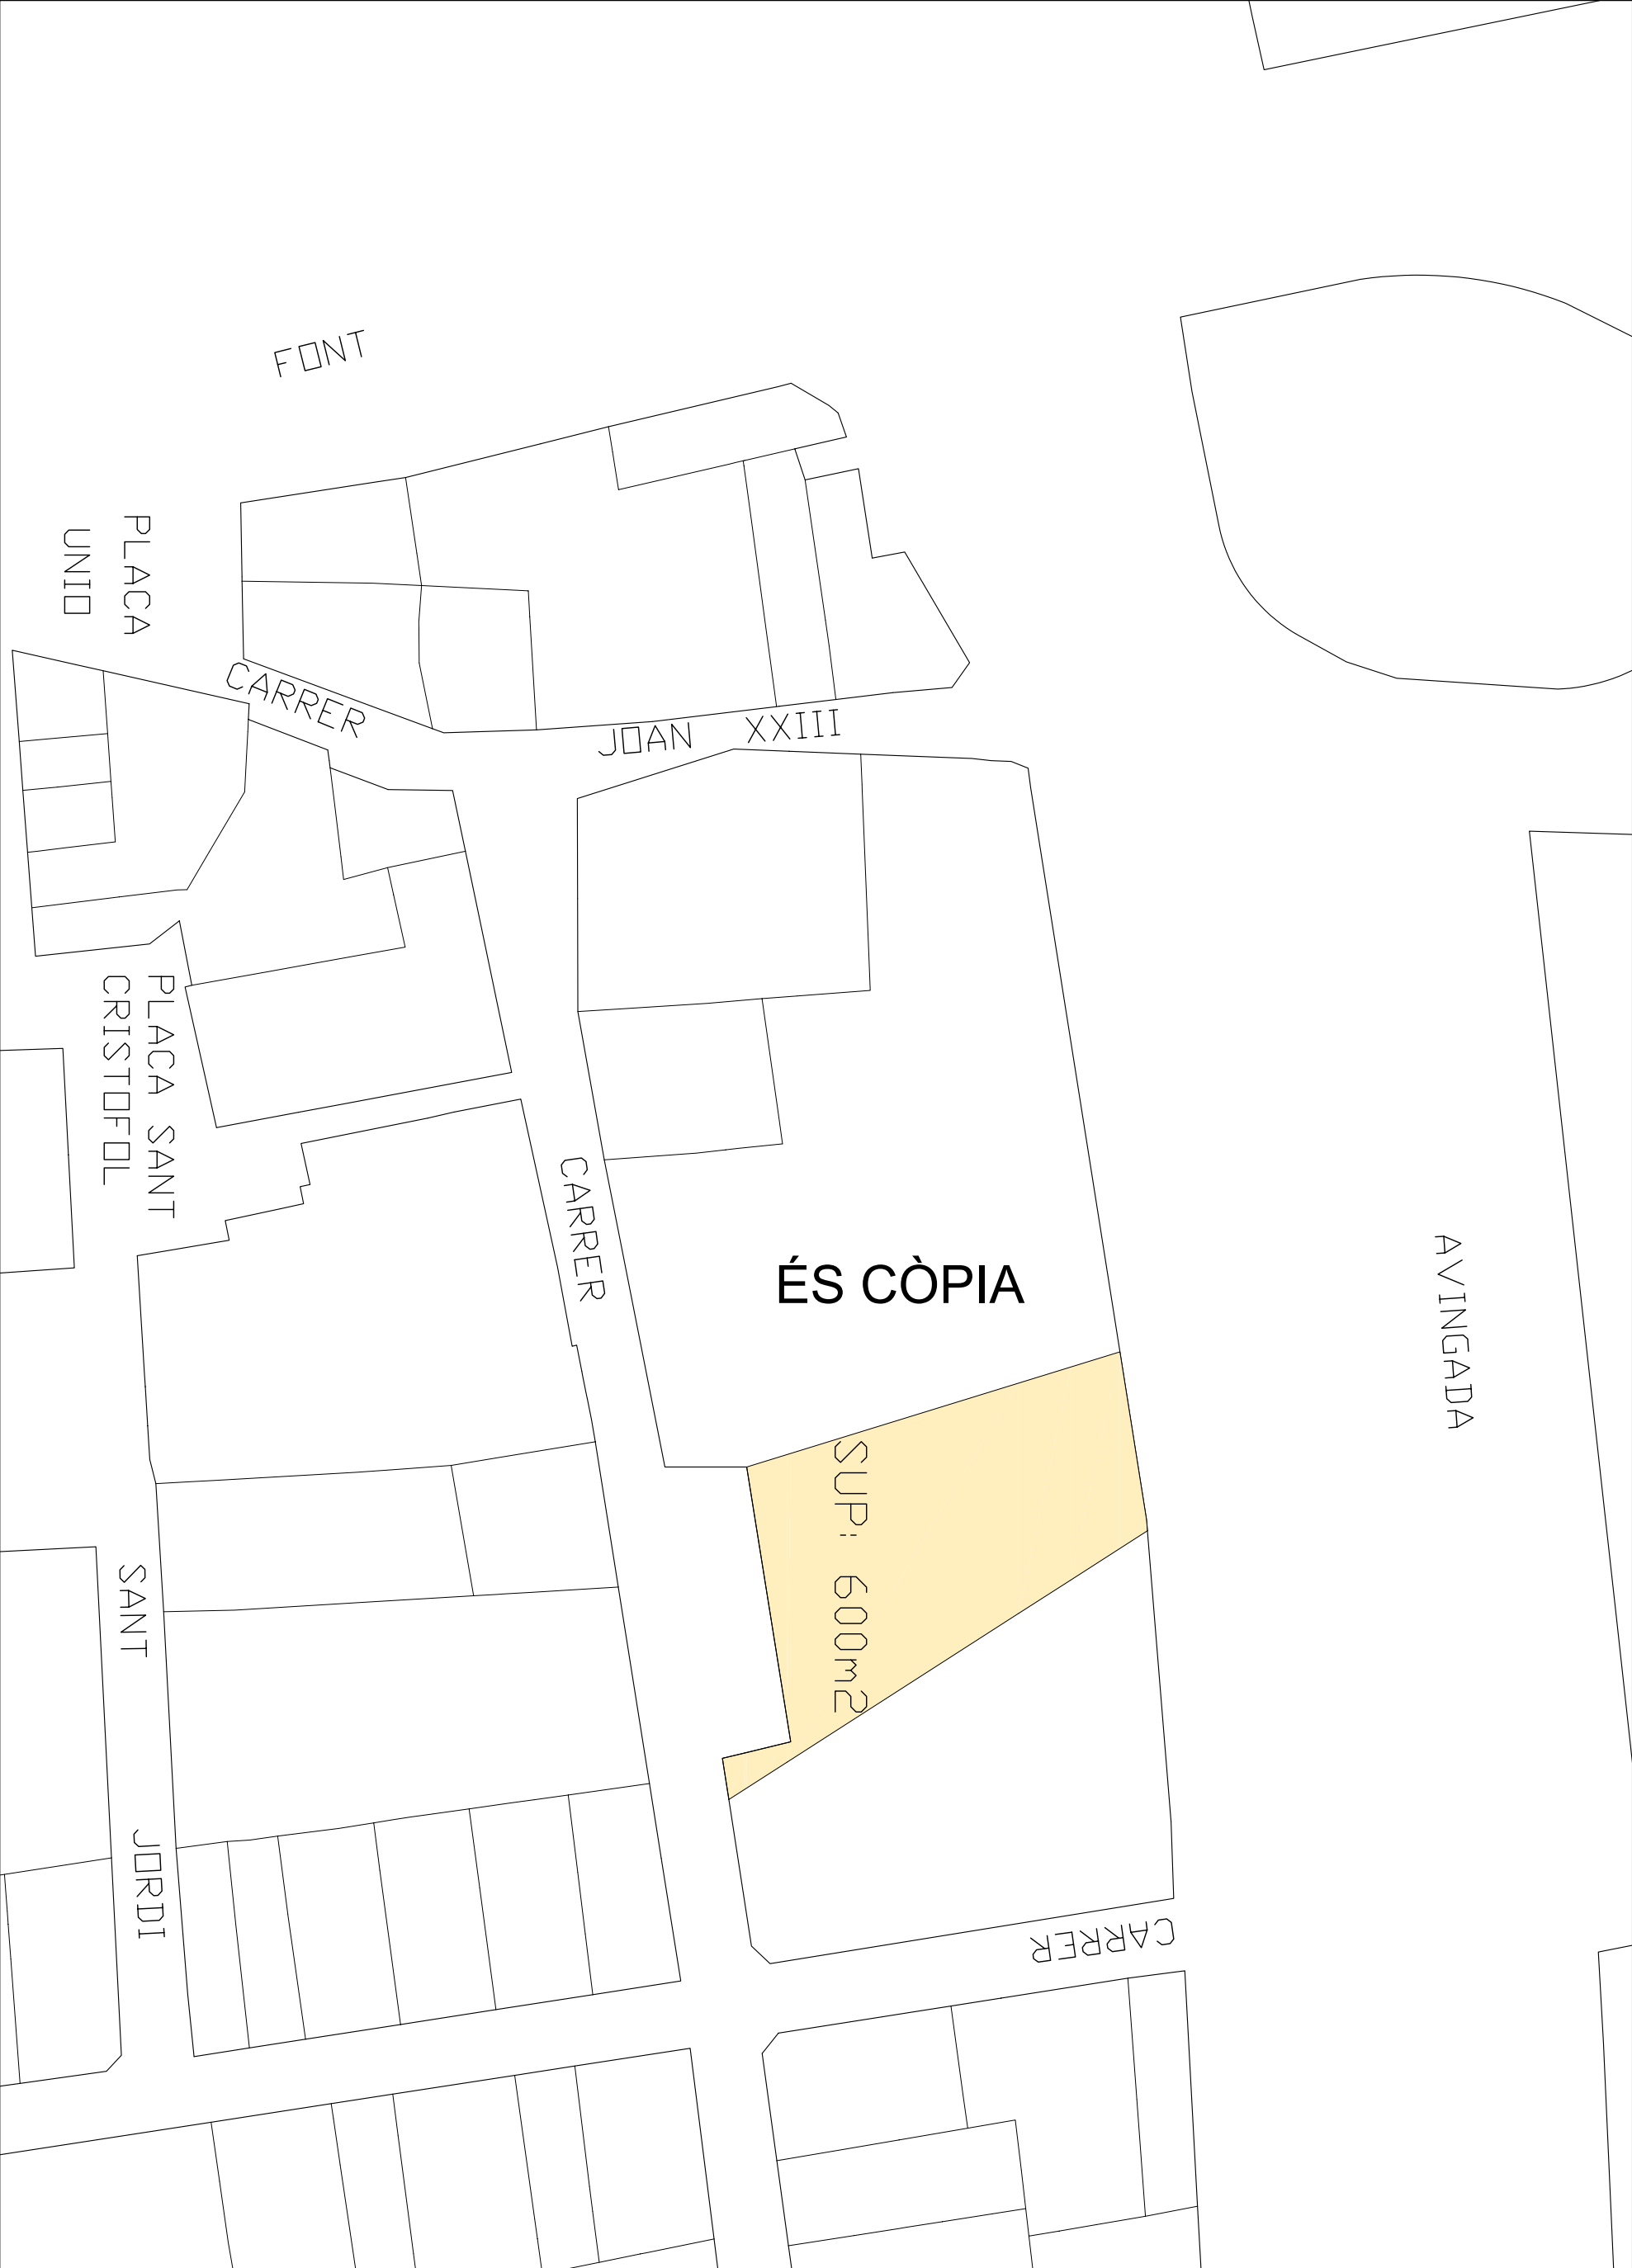 FONT
PLACA
UNIO
CARRER
JOAN XXIII
PLACA SANT
CRISTOFOL
CARRER
AVINGADA
ÉS CÒPIA
SUP: 600m2
SANT
JORDI
CARRER